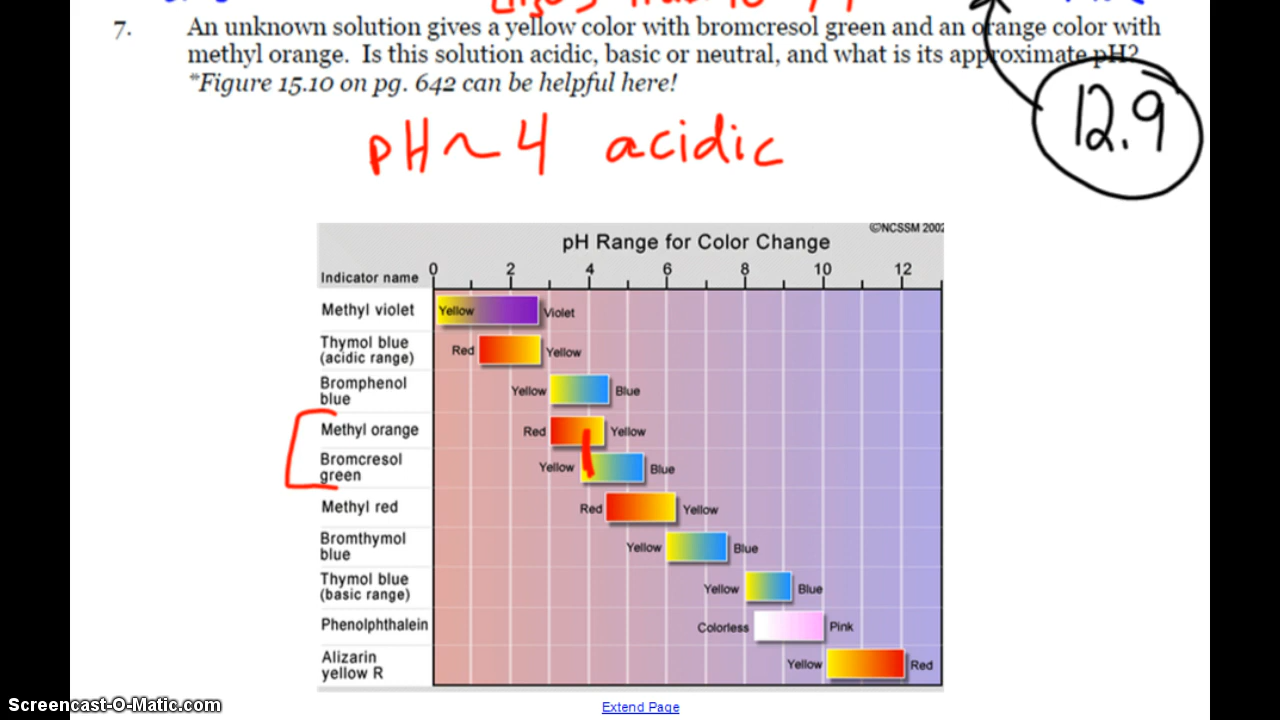 7. An unknown solution gives a yellow color with bromcresol green and an orange color with
methyl orange. Is this solution acidic, basic or neutral, and what is its approximate pH?
*Figure 15.10 on pg. 642 can be helpful here!
12.9
pH ~ 4 acidic
©NCSSM 2002
pH Range for Color Change
Indicator name 0 2 4 6 8 10 12
Methyl violet Yellow Violet
Thymol blue
(acidic range) Red Yellow
Bromphenol
blue Yellow Blue
Methyl orange Red Yellow
Bromcresol
green Yellow Blue
Methyl red Red Yellow
Bromthymol
blue Yellow Blue
Thymol blue
(basic range) Yellow Blue
Phenolphthalein Colorless Pink
Alizarin
yellow R Yellow Red
Screencast-O-Matic.com
Extend Page